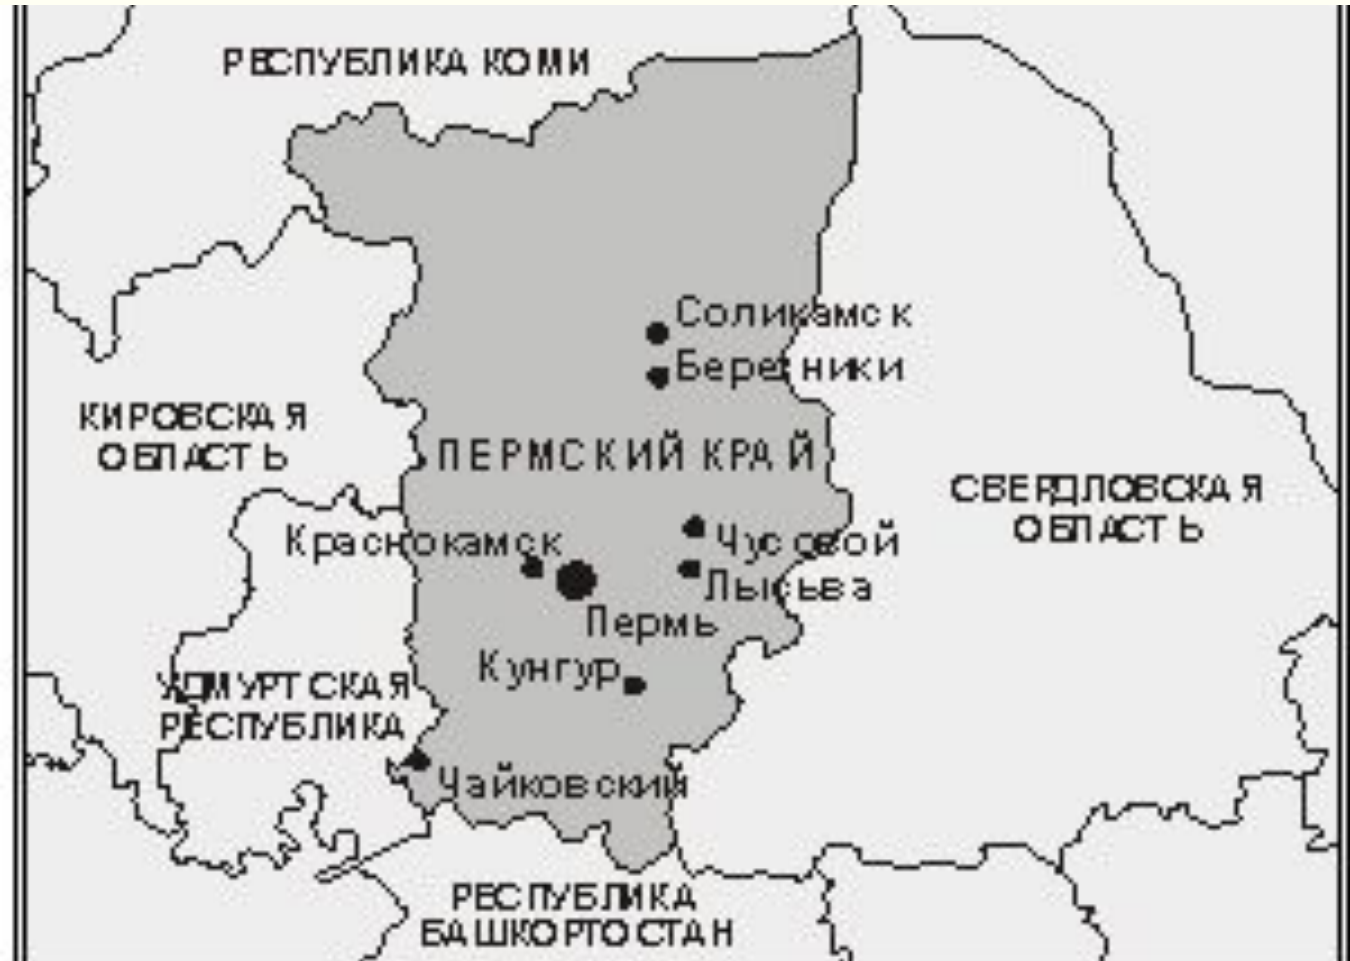 РЕСПУБЛИКА КОМИ
Соликамск
Березники
КИРОВСКАЯ
ОБЛАСТЬ
ПЕРМСКИЙ КРАЙ
СВЕРДЛОВСКАЯ
ОБЛАСТЬ
Краснокамск
Чусовой
Лысьва
Пермь
Кунгур
УДМУРТСКАЯ
РЕСПУБЛИКА
Чайковский
РЕСПУБЛИКА
БАШКОРТОСТАН